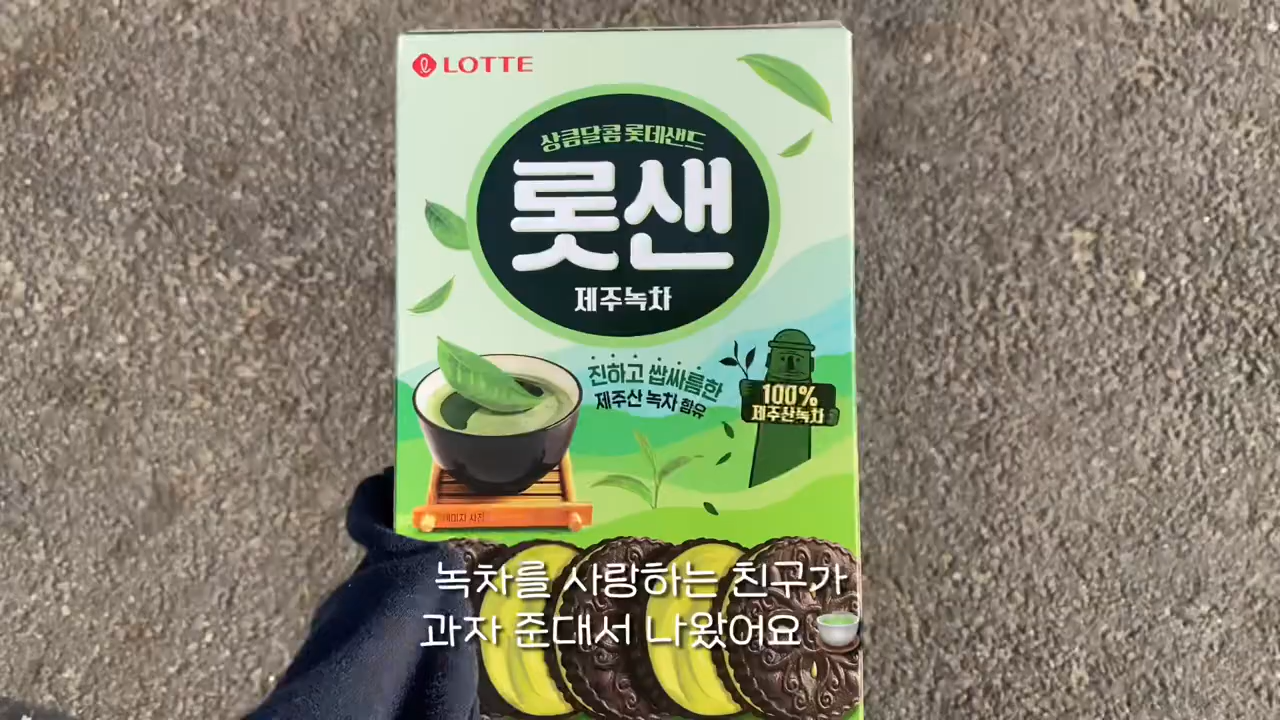 LOTTE
상큼달콤 롯데샌드
롯샌
제주녹차
진하고 쌉싸름한
제주산 녹차 함유
100%
제주산녹차
이미지 사진
녹차를 사랑하는 친구가
과자 준대서 나왔어요